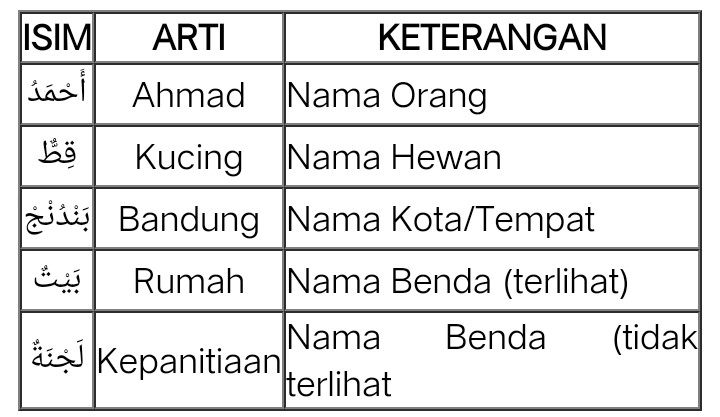 ISIM ARTI KETERANGAN
أَحْمَدُ Ahmad Nama Orang
قِطٌّ Kucing Nama Hewan
بَنْدُنْجْ Bandung Nama Kota/Tempat
بَيْتٌ Rumah Nama Benda (terlihat)
لَجْنَةٌ Kepanitiaan Nama Benda (tidak
terlihat